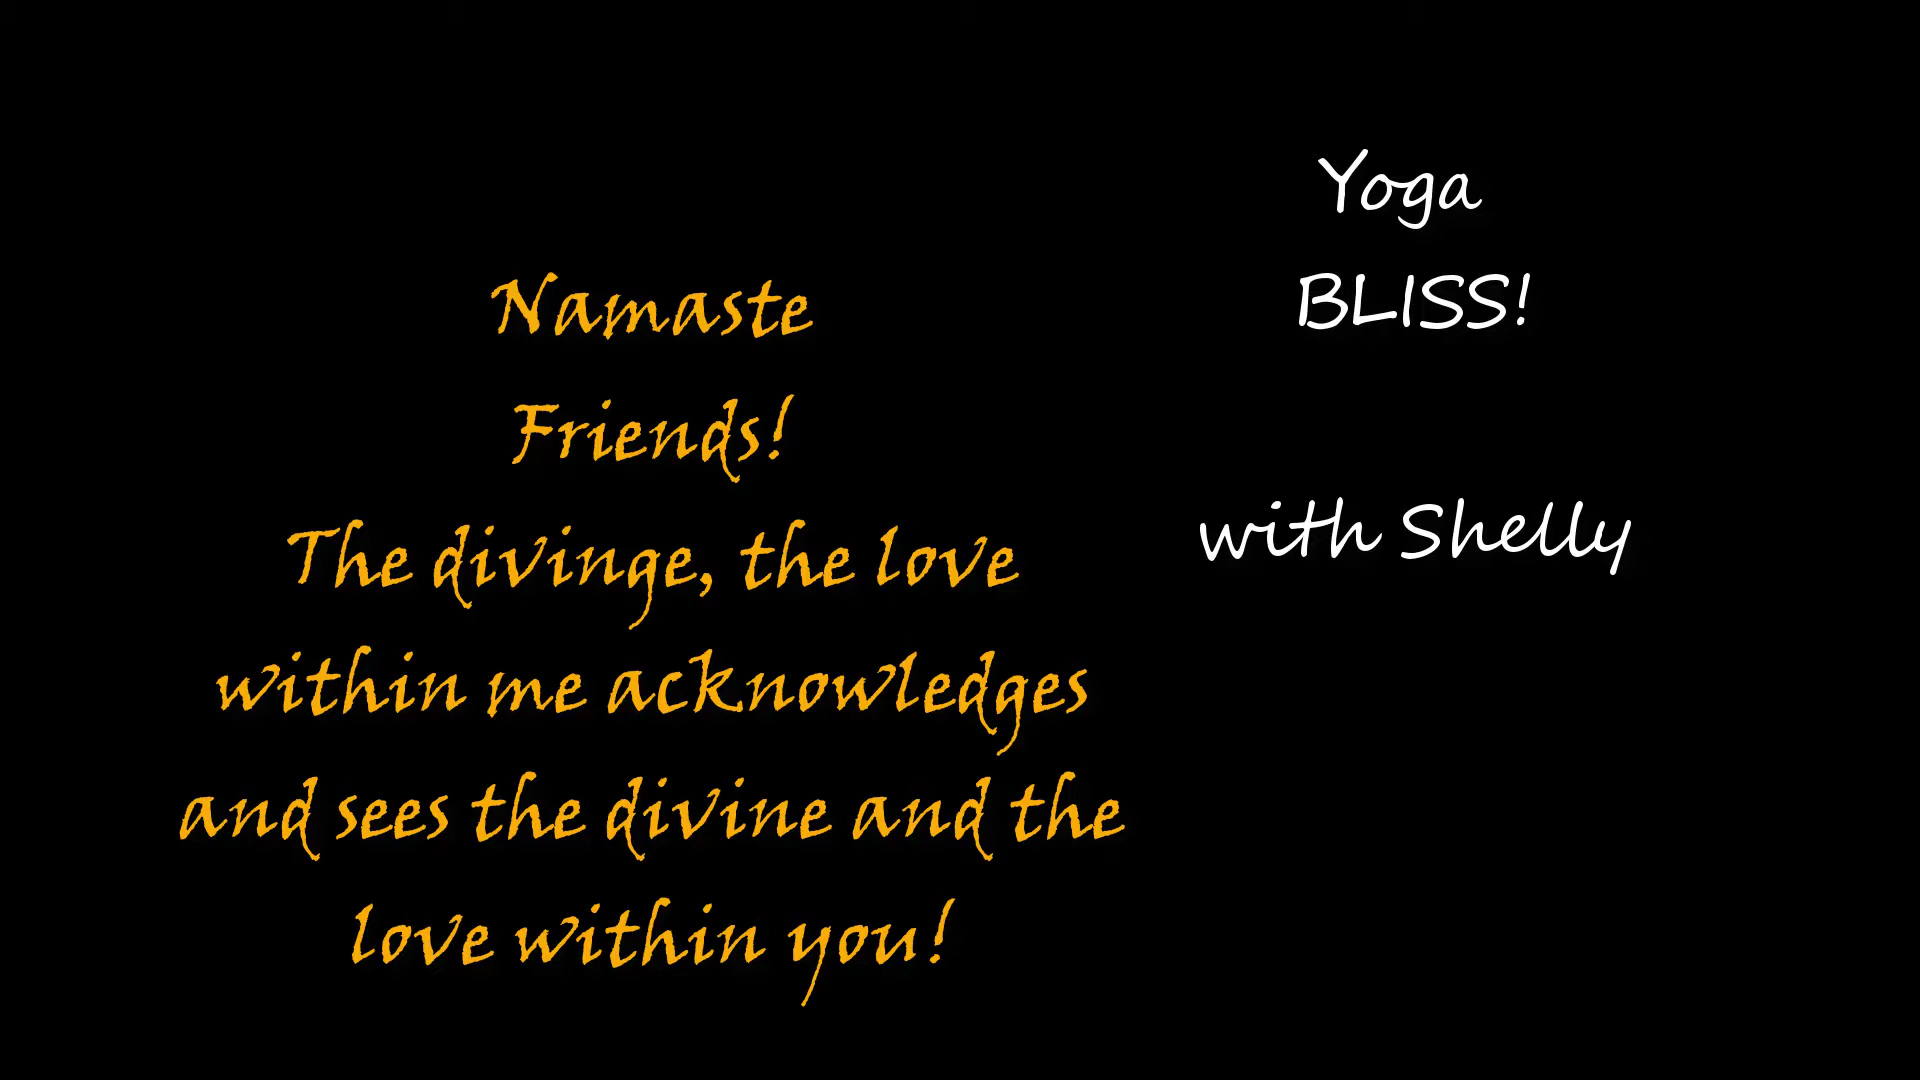 Namaste
Friends!
The divinge, the love
within me acknowledges
and sees the divine and the
love within you!
Yoga
BLISS!
with Shelly